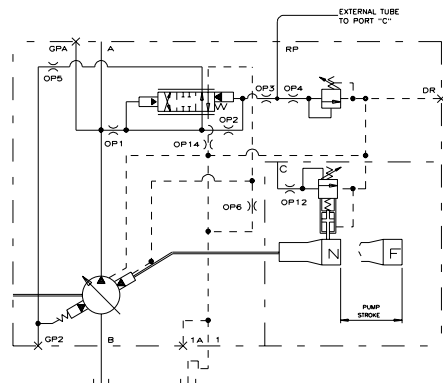 EXTERNAL TUBE
TO PORT "C"
GPA
A
RP
OP5
OP3
OP4
DR
OP1
OP2
OP14
C
OP12
OP6
N
F
PUMP
STROKE
GP2
B
1A
1